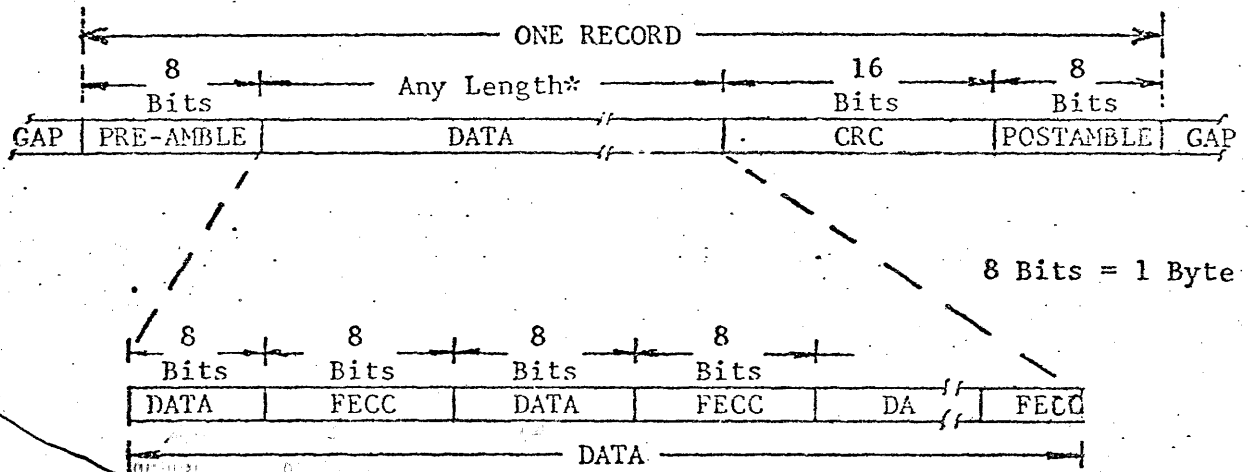 ONE RECORD
8 Any Length* 16 8
Bits Bits Bits
GAP PRE-AMBLE DATA CRC POSTAMBLE GAP
8 Bits = 1 Byte
8 8 8 8
Bits Bits Bits Bits
DATA FECC DATA FECC DA FECC
DATA